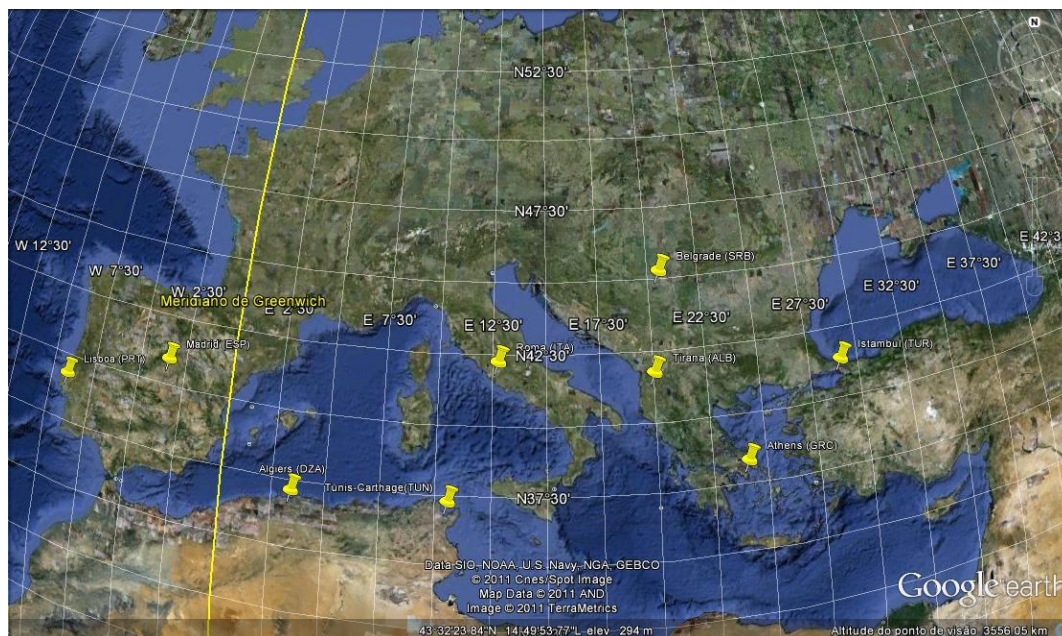 N
N52°30'
N47°30'
W 12°30'
W 7°30'
W 2°30'
Meridiano de Greenwich
E 2°30'
E 7°30'
E 12°30'
E 17°30'
E 22°30'
E 27°30'
E 32°30'
E 37°30'
E 42°3
Belgrade (SRB)
Lisboa (PRT)
Madrid ESP)
Roma (ITA)
N42°30'
Tirana (ALB)
Istambul (TUR)
Athens (GRC)
Algiers (DZA)
Túnis-Carthage(TUN)
N37°30'
Data SIO, NOAA, U.S. Navy, NGA, GEBCO
© 2011 Cnes/Spot Image
Map Data © 2011 AND
Image © 2011 TerraMetrics
Google earth
43°32'23.84"N 14°49'53.77"L elev 294 m
Altitude do ponto de visão 3556.05 km